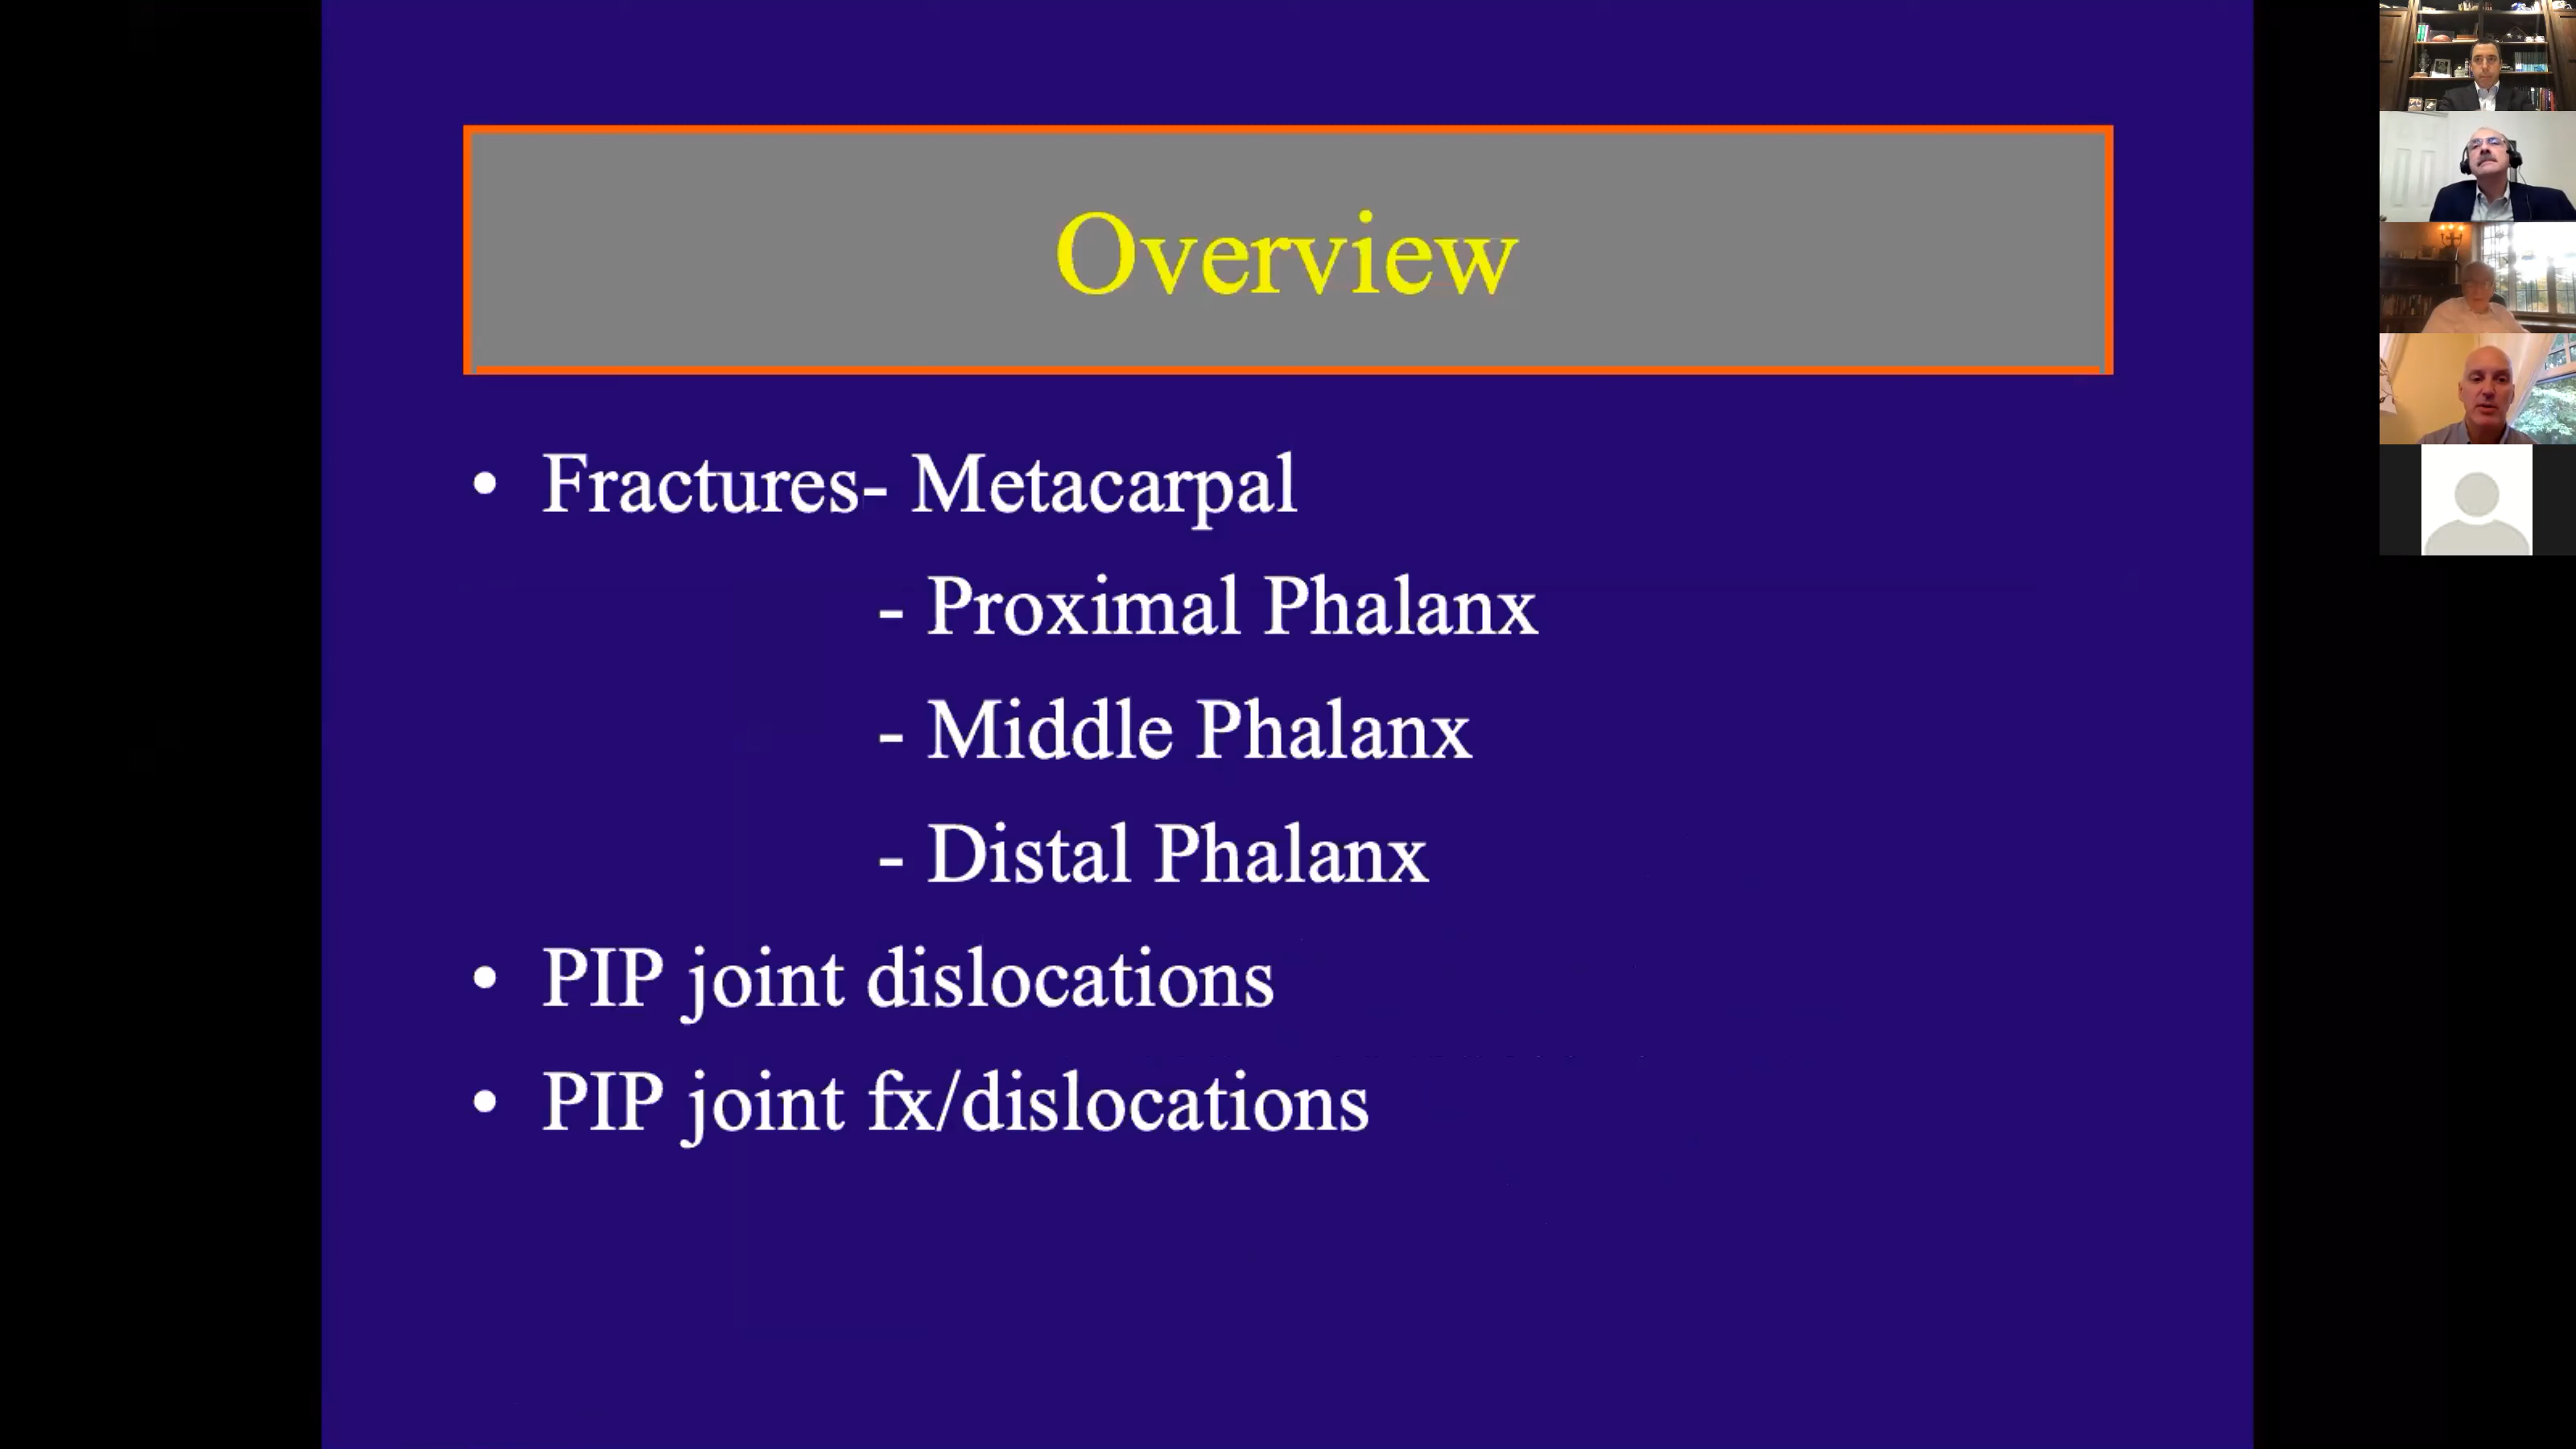 Overview
• Fractures- Metacarpal
- Proximal Phalanx
- Middle Phalanx
- Distal Phalanx
• PIP joint dislocations
• PIP joint fx/dislocations